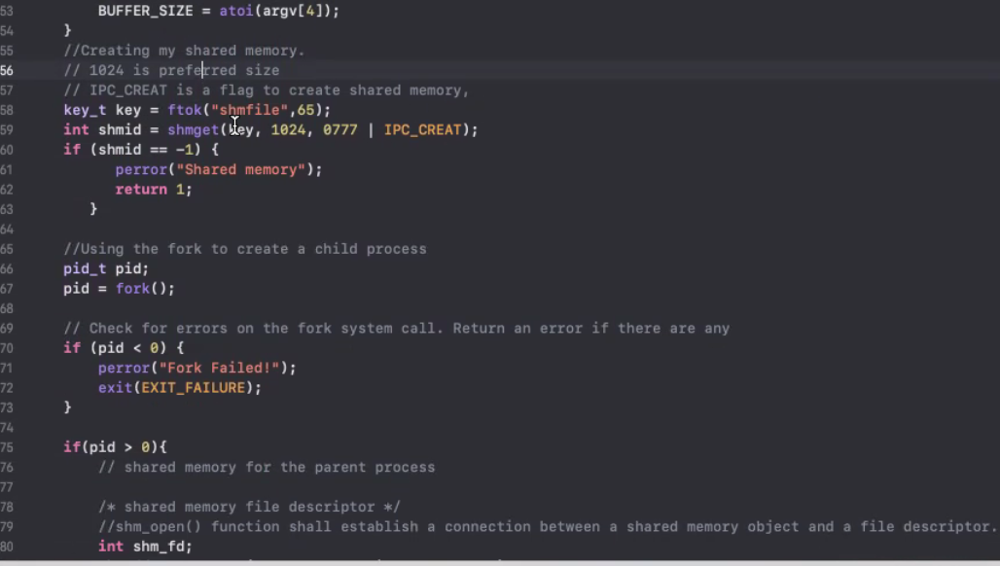 53 BUFFER_SIZE = atoi(argv[4]);
54 }
55 //Creating my shared memory.
56 // 1024 is preferred size
57 // IPC_CREAT is a flag to create shared memory,
58 key_t key = ftok("shmfile",65);
59 int shmid = shmget(key, 1024, 0777 | IPC_CREAT);
60 if (shmid == -1) {
61 perror("Shared memory");
62 return 1;
63 }
64
65 //Using the fork to create a child process
66 pid_t pid;
67 pid = fork();
68
69 // Check for errors on the fork system call. Return an error if there are any
70 if (pid < 0) {
71 perror("Fork Failed!");
72 exit(EXIT_FAILURE);
73 }
74
75 if(pid > 0){
76 // shared memory for the parent process
77
78 /* shared memory file descriptor */
79 //shm_open() function shall establish a connection between a shared memory object and a file descriptor.
80 int shm_fd;